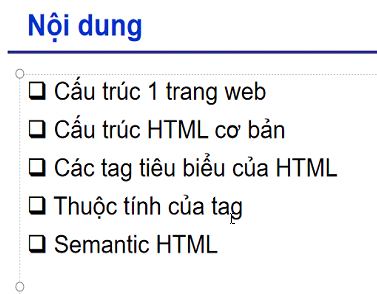 Nội dung
❑ Cấu trúc 1 trang web
❑ Cấu trúc HTML cơ bản
❑ Các tag tiêu biểu của HTML
❑ Thuộc tính của tag
❑ Semantic HTML